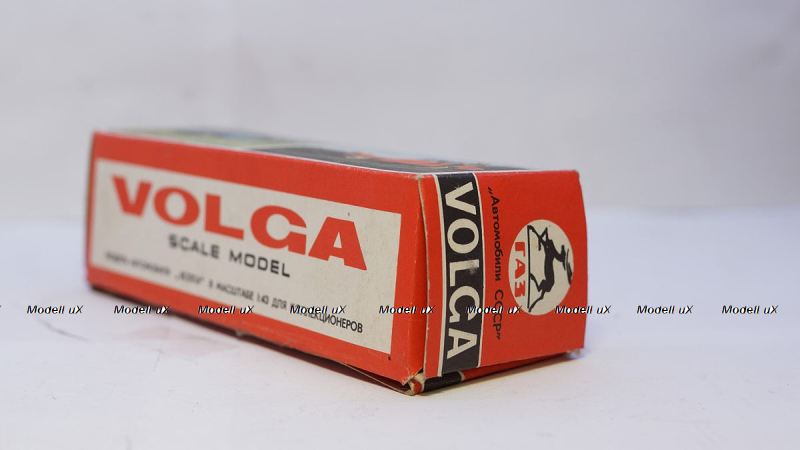 VOLGA
SCALE MODEL
МОДЕЛЬ АВТОМОБИЛЯ „ВОЛГА" В МАСШТАБЕ 1:43 ДЛЯ КОЛЛЕКЦИОНЕРОВ
VOLGA
„Автомобили СССР"
ГАЗ
Modell uX Modell uX Modell uX Modell uX Modell uX Modell uX Modell uX Modell uX Modell uX